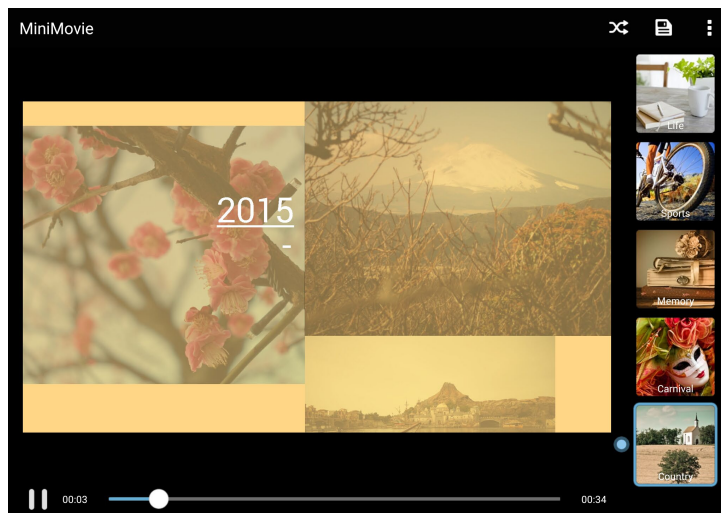 MiniMovie
Life
2015
-
Sports
Memory
Carnival
Country
00:03
00:34